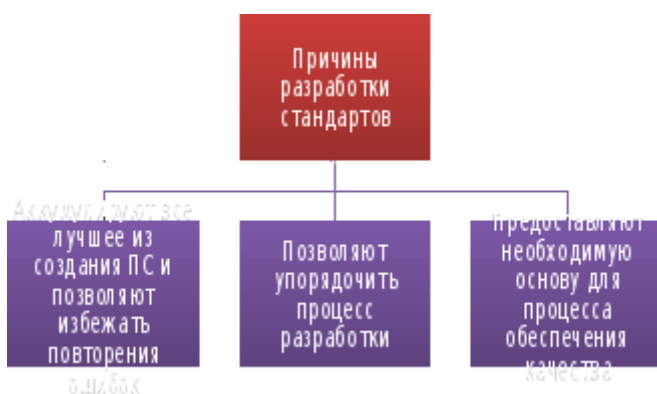 Причины
разработки
стандартов
Аккумулируют все
лучшее из
создания ПС и
позволяют
избежать
повторения
ошибок
Позволяют
упорядочить
процесс
разработки
Предоставляют
необходимую
основу для
процесса
обеспечения
качества